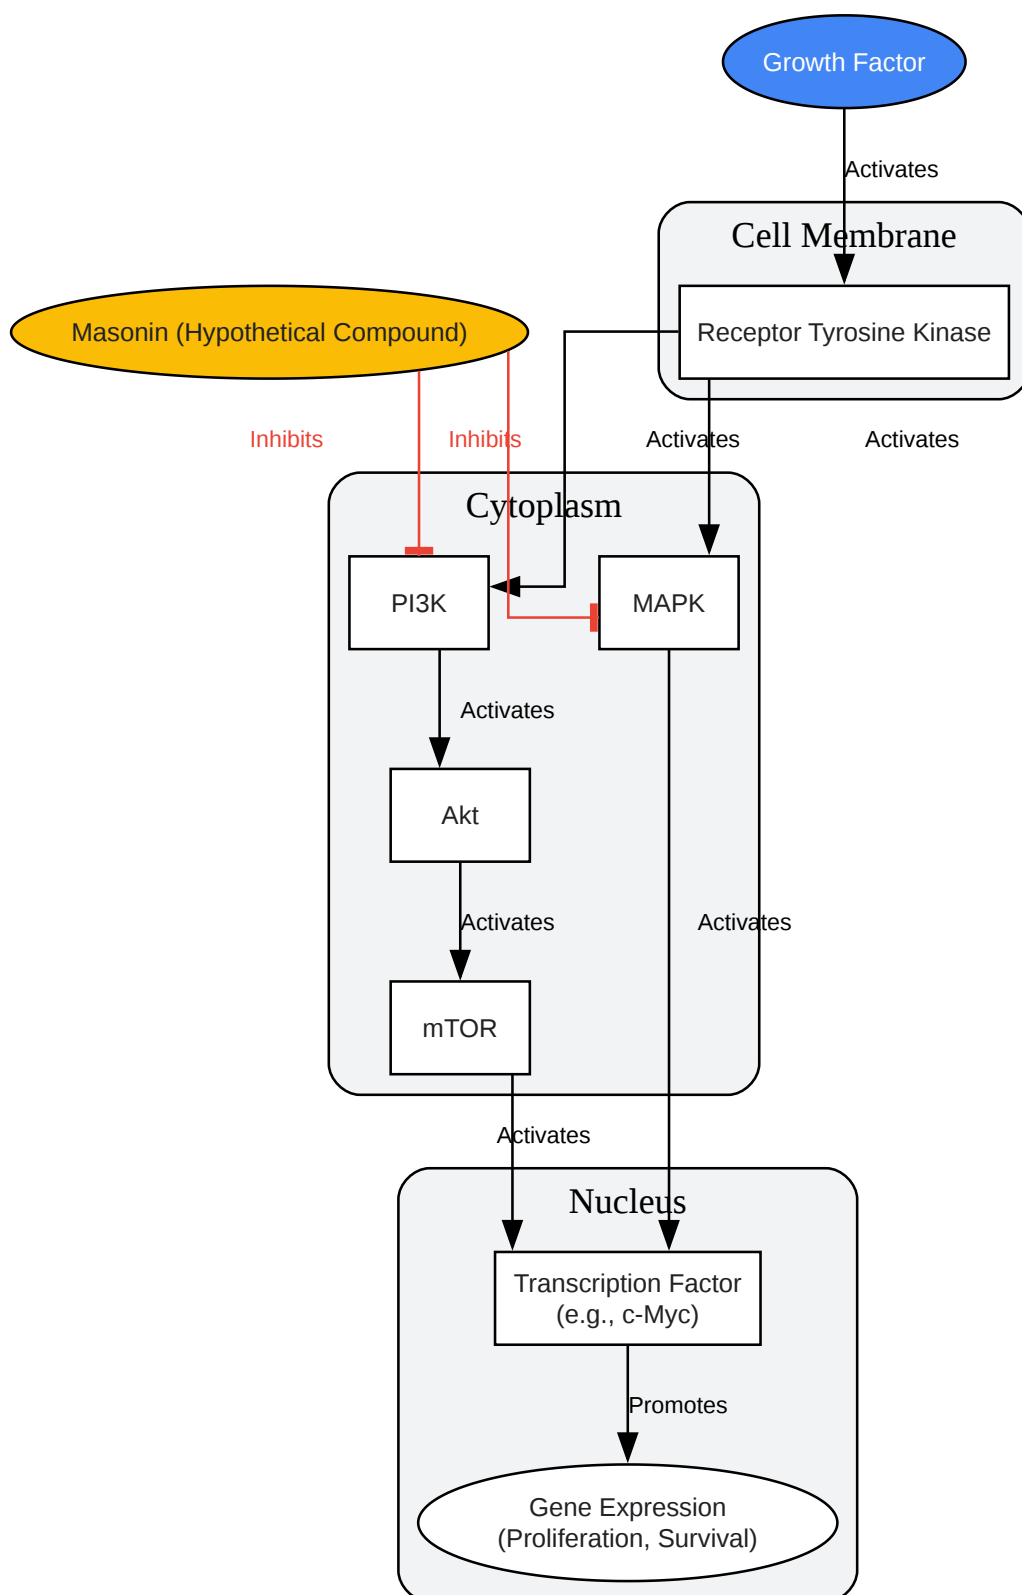 Growth Factor
Activates
Cell Membrane
Masonin (Hypothetical Compound)
Receptor Tyrosine Kinase
Inhibits
Inhibits
Activates
Activates
Cytoplasm
PI3K
MAPK
Activates
Akt
Activates
Activates
mTOR
Activates
Nucleus
Transcription Factor
(e.g., c-Myc)
Promotes
Gene Expression
(Proliferation, Survival)